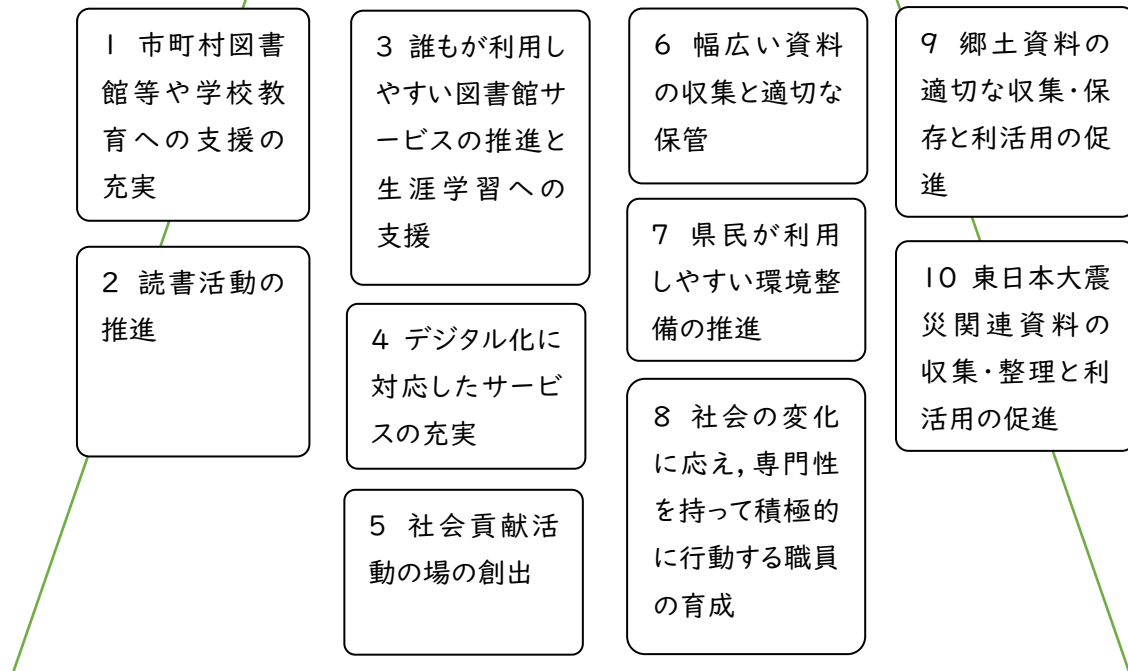 1 市町村図書
館等や学校教
育への支援の
充実
2 読書活動の
推進
3 誰もが利用し
やすい図書館サ
ービスの推進と
生涯学習への
支援
4 デジタル化に
対応したサービ
スの充実
5 社会貢献活
動の場の創出
6 幅広い資料
の収集と適切な
保管
7 県民が利用
しやすい環境整
備の推進
8 社会の変化
に応え,専門性
を持って積極的
に行動する職員
の育成
9 郷土資料の
適切な収集・保
存と利活用の促
進
10 東日本大震
災関連資料の
収集・整理と利
活用の促進